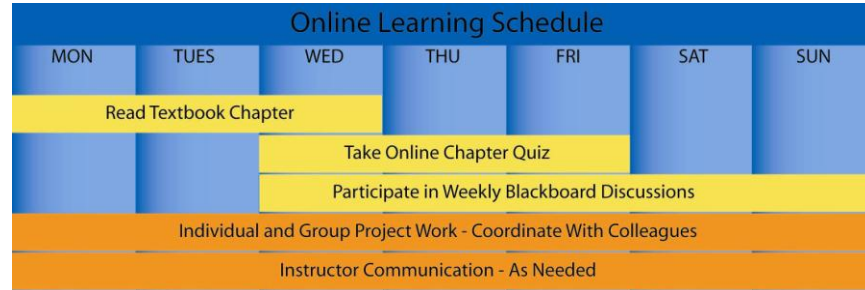 Online Learning Schedule
MON TUES WED THU FRI SAT SUN
Read Textbook Chapter
Take Online Chapter Quiz
Participate in Weekly Blackboard Discussions
Individual and Group Project Work - Coordinate With Colleagues
Instructor Communication - As Needed